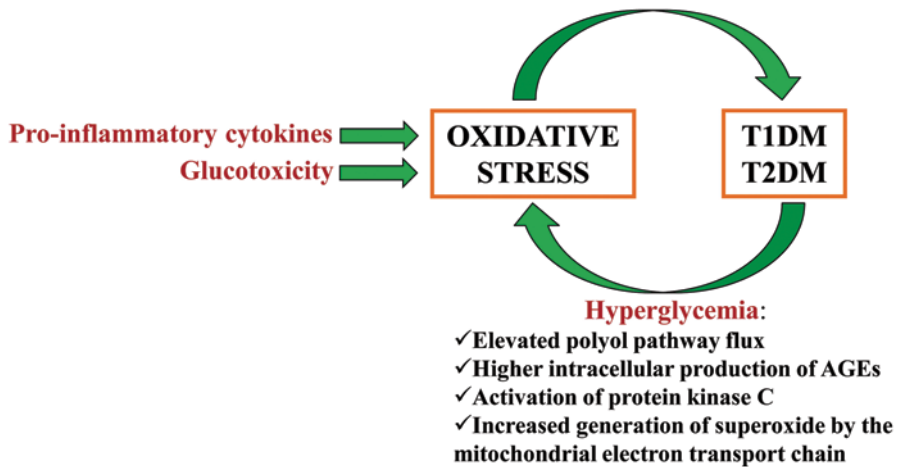 Pro-inflammatory cytokines
Glucotoxicity
OXIDATIVE
STRESS
T1DM
T2DM
Hyperglycemia:
✓Elevated polyol pathway flux
✓Higher intracellular production of AGEs
✓Activation of protein kinase C
✓Increased generation of superoxide by the
mitochondrial electron transport chain